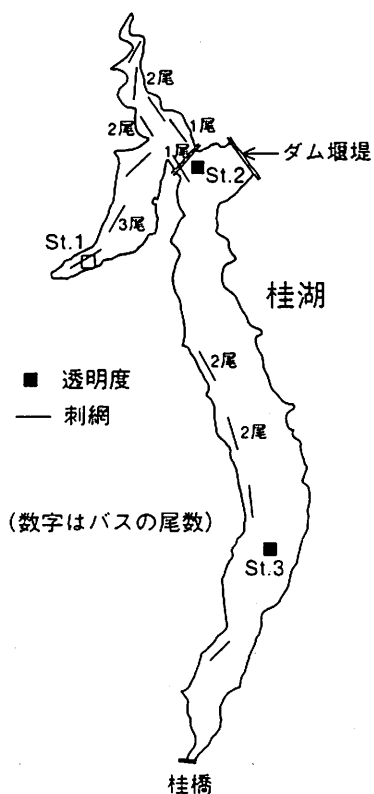 2尾
2尾
1尾
1尾
ダム堰堤
St.2
3尾
St.1
桂湖
2尾
■ 透明度
— 刺網
2尾
(数字はバスの尾数)
St.3
桂橋